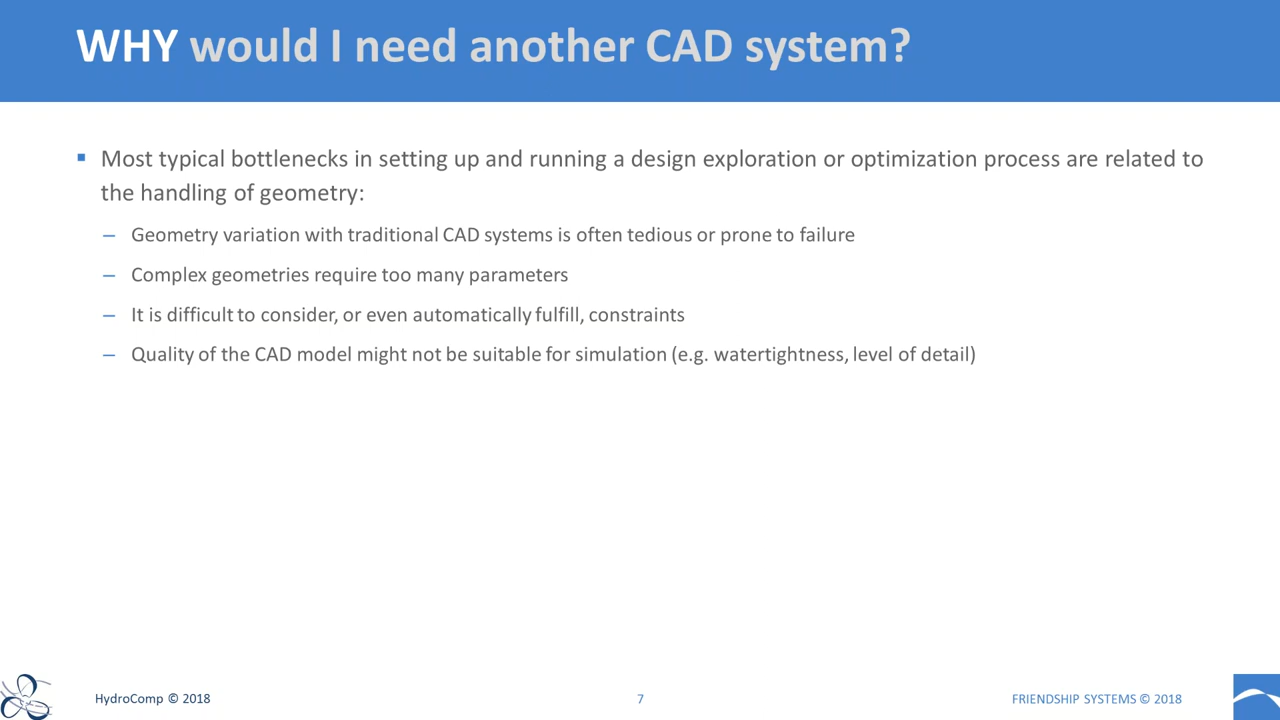 WHY would I need another CAD system?
▪ Most typical bottlenecks in setting up and running a design exploration or optimization process are related to
the handling of geometry:
– Geometry variation with traditional CAD systems is often tedious or prone to failure
– Complex geometries require too many parameters
– It is difficult to consider, or even automatically fulfill, constraints
– Quality of the CAD model might not be suitable for simulation (e.g. watertightness, level of detail)
HydroComp © 2018
7
FRIENDSHIP SYSTEMS © 2018